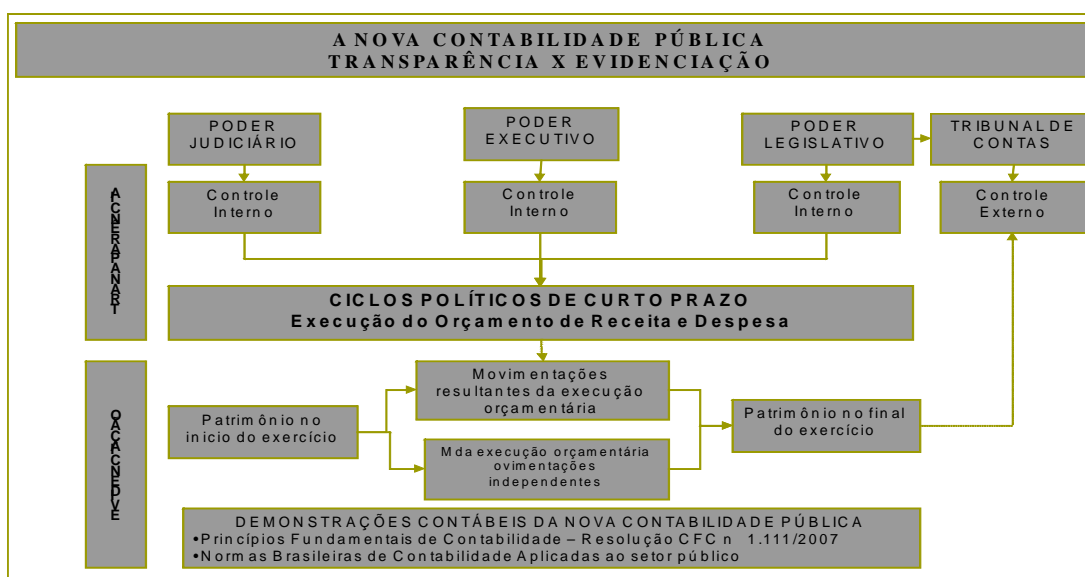 A NOVA CONTABILIDADE PÚBLICA
TRANSPARÊNCIA X EVIDENCIAÇÃO
PODER
JUDICIÁRIO
PODER
EXECUTIVO
PODER
LEGISLATIVO
TRIBUNAL DE
CONTAS
Controle
Interno
Controle
Interno
Controle
Interno
Controle
Externo
CICLOS POLÍTICOS DE CURTO PRAZO
Execução do Orçamento de Receita e Despesa
Movimentações
resultantes da execução
orçamentária
Patrimônio no
inicio do exercício
Mda execução orçamentária
ovimentações
independentes
Patrimônio no final
do exercício
DEMONSTRAÇÕES CONTÁBEIS DA NOVA CONTABILIDADE PÚBLICA
•Princípios Fundamentais de Contabilidade – Resolução CFC n 1.111/2007
•Normas Brasileiras de Contabilidade Aplicadas ao setor público